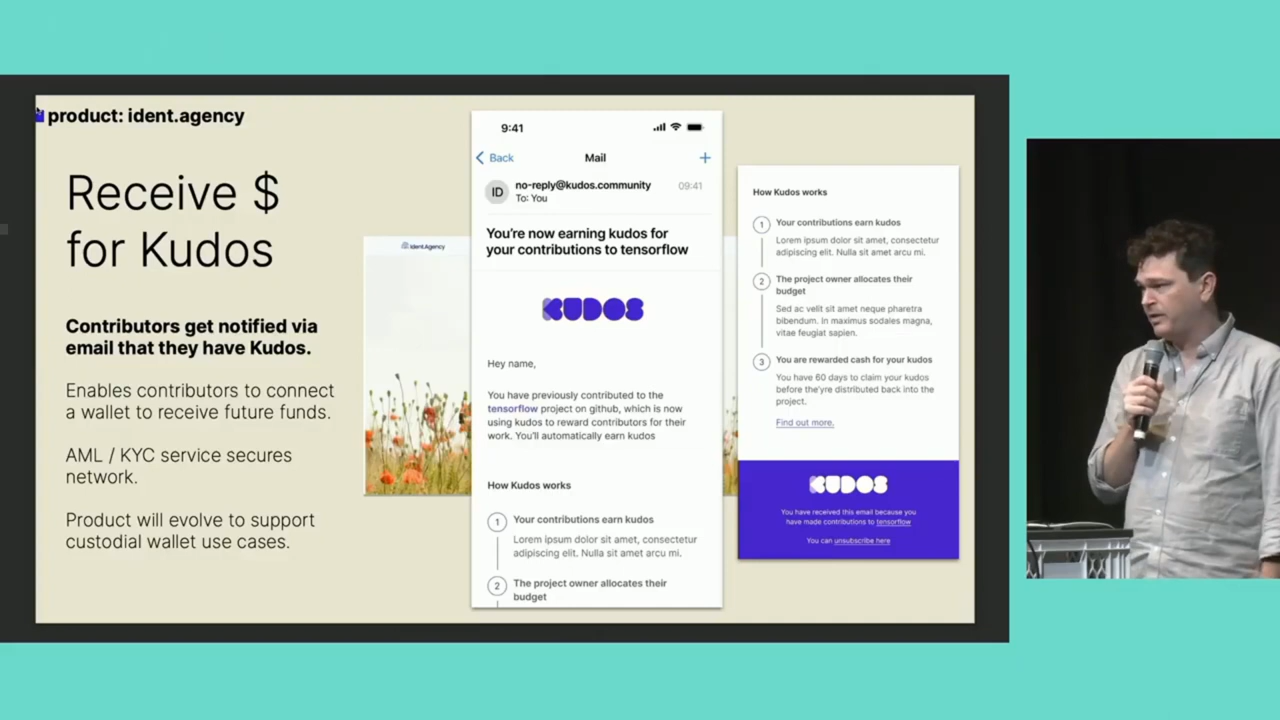 product: ident.agency
Receive $
for Kudos
Contributors get notified via
email that they have Kudos.
Enables contributors to connect
a wallet to receive future funds.
AML / KYC service secures
network.
Product will evolve to support
custodial wallet use cases.
Ident.Agency
9:41
Back
Mail
+
ID
no-reply@kudos.community
09:41
To: You
You're now earning kudos for
your contributions to tensorflow
KUDOS
Hey name,
You have previously contributed to the
tensorflow project on github, which is now
using kudos to reward contributors for their
work. You'll automatically earn kudos
How Kudos works
1
Your contributions earn kudos
Lorem ipsum dolor sit amet, consectetur
adipiscing elit. Nulla sit amet arcu mi.
2
The project owner allocates their
budget
How Kudos works
1
Your contributions earn kudos
Lorem ipsum dolor sit amet, consectetur
adipiscing elit. Nulla sit amet arcu mi.
2
The project owner allocates their
budget
Sed ac velit sit amet neque pharetra
bibendum. In maximus sodales magna,
vitae feugiat sapien.
3
You are rewarded cash for your kudos
You have 60 days to claim your kudos
before the'yre distributed back into the
project.
Find out more.
KUDOS
You have received this email because you
have made contributions to tensorflow
You can unsubscribe here